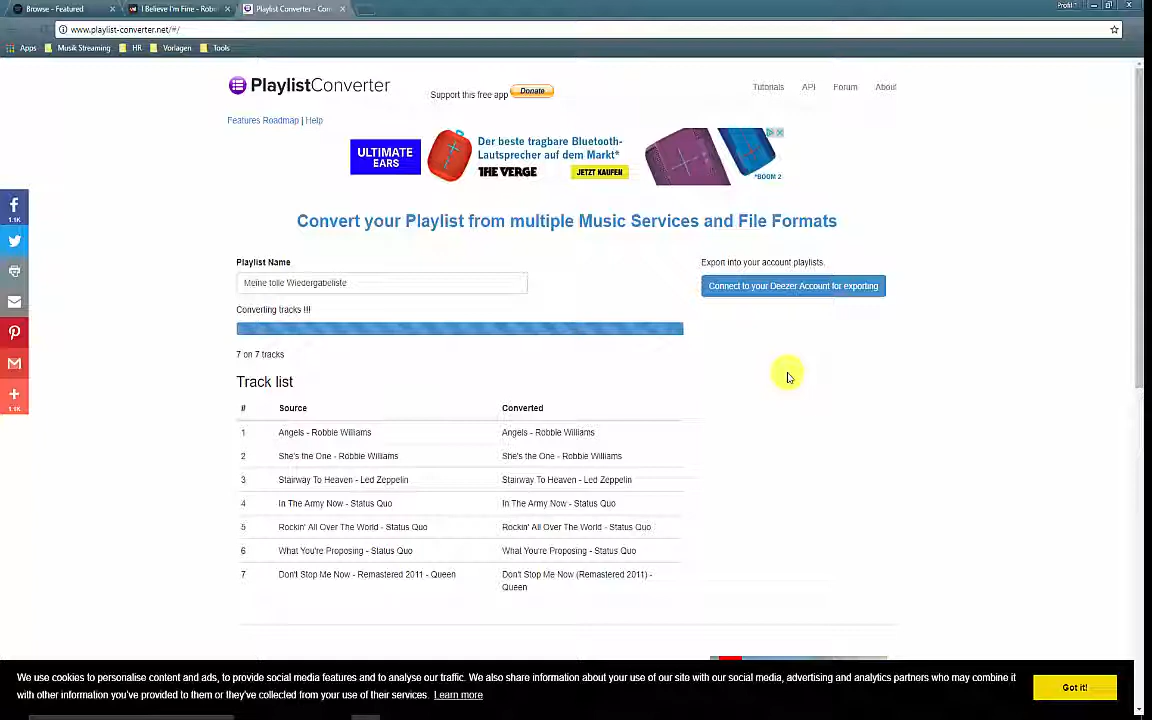 Browse - Featured
I Believe I'm Fine - Rob
Playlist Converter - Con
Profil
www.playlist-converter.net/#/
Apps
Musik Streaming
HR
Vorlagen
Tools
PlaylistConverter
Support this free app
Donate
Tutorials
API
Forum
About
Features Roadmap | Help
ULTIMATE
EARS
Der beste tragbare Bluetooth-
Lautsprecher auf dem Markt*
THE VERGE
JETZT KAUFEN
*BOOM 2
Convert your Playlist from multiple Music Services and File Formats
Playlist Name
Meine tolle Wiedergabeliste
Export into your account playlists.
Connect to your Deezer Account for exporting
Converting tracks !!!
7 on 7 tracks
Track list
# Source Converted
1 Angels - Robbie Williams Angels - Robbie Williams
2 She's the One - Robbie Williams She's the One - Robbie Williams
3 Stairway To Heaven - Led Zeppelin Stairway To Heaven - Led Zeppelin
4 In The Army Now - Status Quo In The Army Now - Status Quo
5 Rockin' All Over The World - Status Quo Rockin' All Over The World - Status Quo
6 What You're Proposing - Status Quo What You're Proposing - Status Quo
7 Don't Stop Me Now - Remastered 2011 - Queen Don't Stop Me Now (Remastered 2011) -
Queen
1.1K
1.1K
We use cookies to personalise content and ads, to provide social media features and to analyse our traffic. We also share information about your use of our site with our social media, advertising and analytics partners who may combine it
with other information you've provided to them or they've collected from your use of their services. Learn more
Got it!